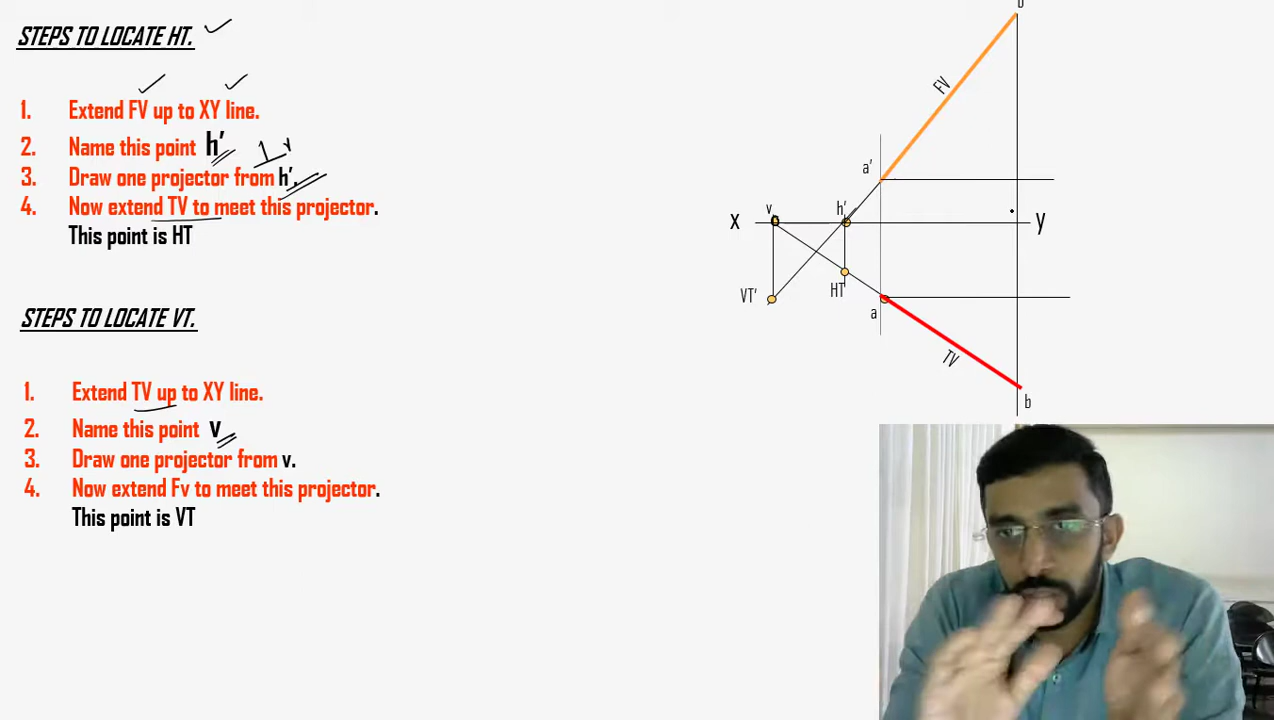 STEPS TO LOCATE HT.
1. Extend FV up to XY line.
2. Name this point h'
3. Draw one projector from h'.
4. Now extend TV to meet this projector.
This point is HT
STEPS TO LOCATE VT.
1. Extend TV up to XY line.
2. Name this point v
3. Draw one projector from v.
4. Now extend Fv to meet this projector.
This point is VT
FV
a'
v
h'
x
y
VT'
HT
a
TV
b